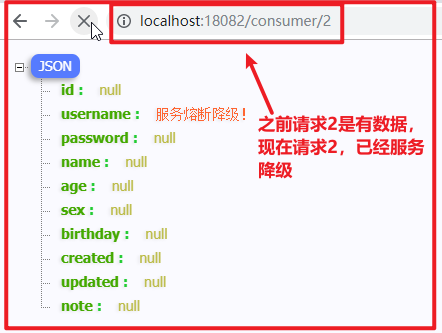 localhost:18082/consumer/2
JSON
id : null
username : 服务熔断降级!
password : null
name : null
age : null
sex : null
birthday : null
created : null
updated : null
note : null
之前请求2是有数据，
现在请求2，已经服务
降级